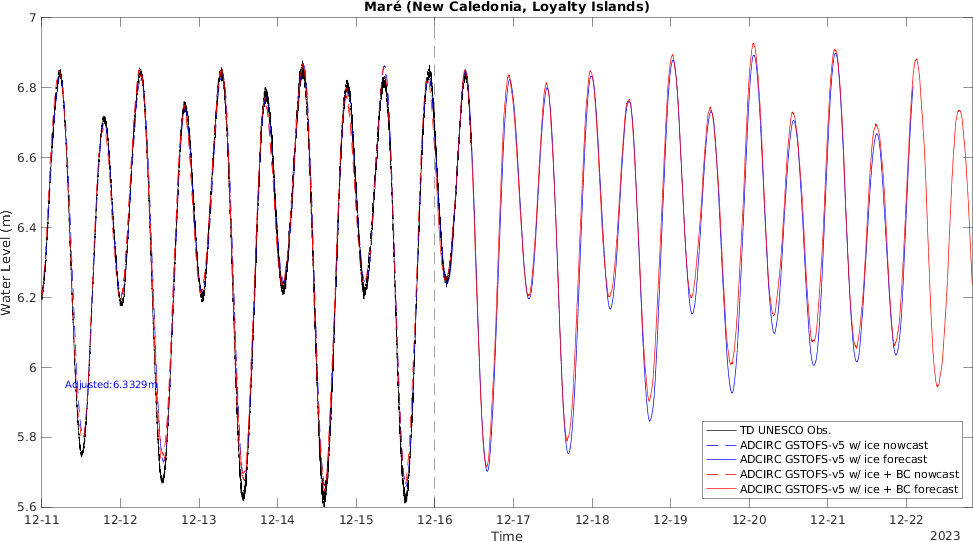 Maré (New Caledonia, Loyalty Islands)
Water Level (m)
7
6.8
6.6
6.4
6.2
6
5.8
5.6
Adjusted:6.3329m
TD UNESCO Obs.
ADCIRC GSTOFS-v5 w/ ice nowcast
ADCIRC GSTOFS-v5 w/ ice forecast
ADCIRC GSTOFS-v5 w/ ice + BC nowcast
ADCIRC GSTOFS-v5 w/ ice + BC forecast
12-11 12-12 12-13 12-14 12-15 12-16 12-17 12-18 12-19 12-20 12-21 12-22
Time
2023